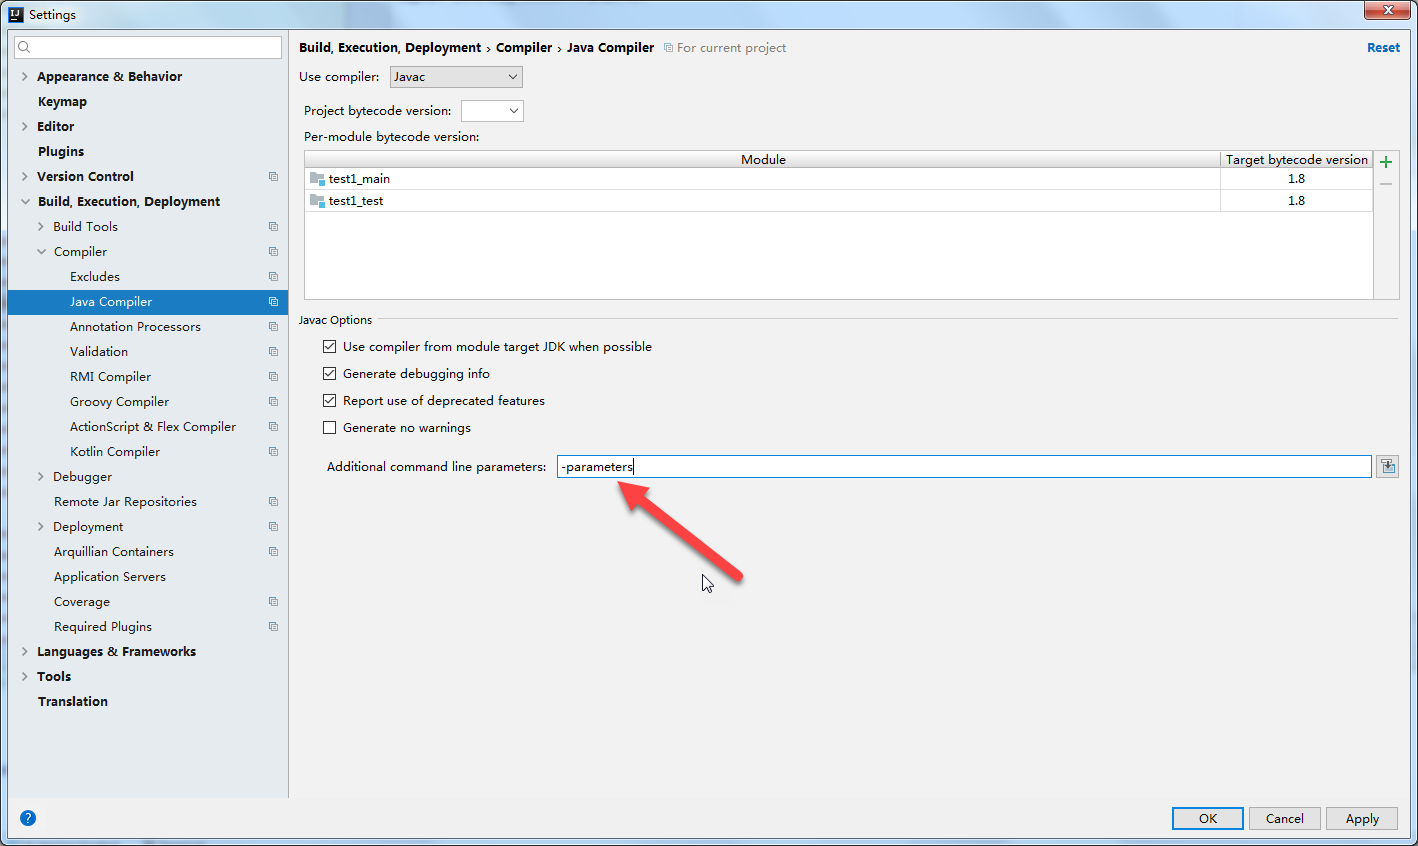 Settings
Appearance & Behavior
Keymap
Editor
Plugins
Version Control
Build, Execution, Deployment
Build Tools
Compiler
Excludes
Java Compiler
Annotation Processors
Validation
RMI Compiler
Groovy Compiler
ActionScript & Flex Compiler
Kotlin Compiler
Debugger
Remote Jar Repositories
Deployment
Arquillian Containers
Application Servers
Coverage
Required Plugins
Languages & Frameworks
Tools
Translation
Build, Execution, Deployment › Compiler › Java Compiler For current project Reset
Use compiler: Javac
Project bytecode version:
Per-module bytecode version:
Module Target bytecode version
test1_main 1.8
test1_test 1.8
Javac Options
Use compiler from module target JDK when possible
Generate debugging info
Report use of deprecated features
Generate no warnings
Additional command line parameters: -parameters
? OK Cancel Apply